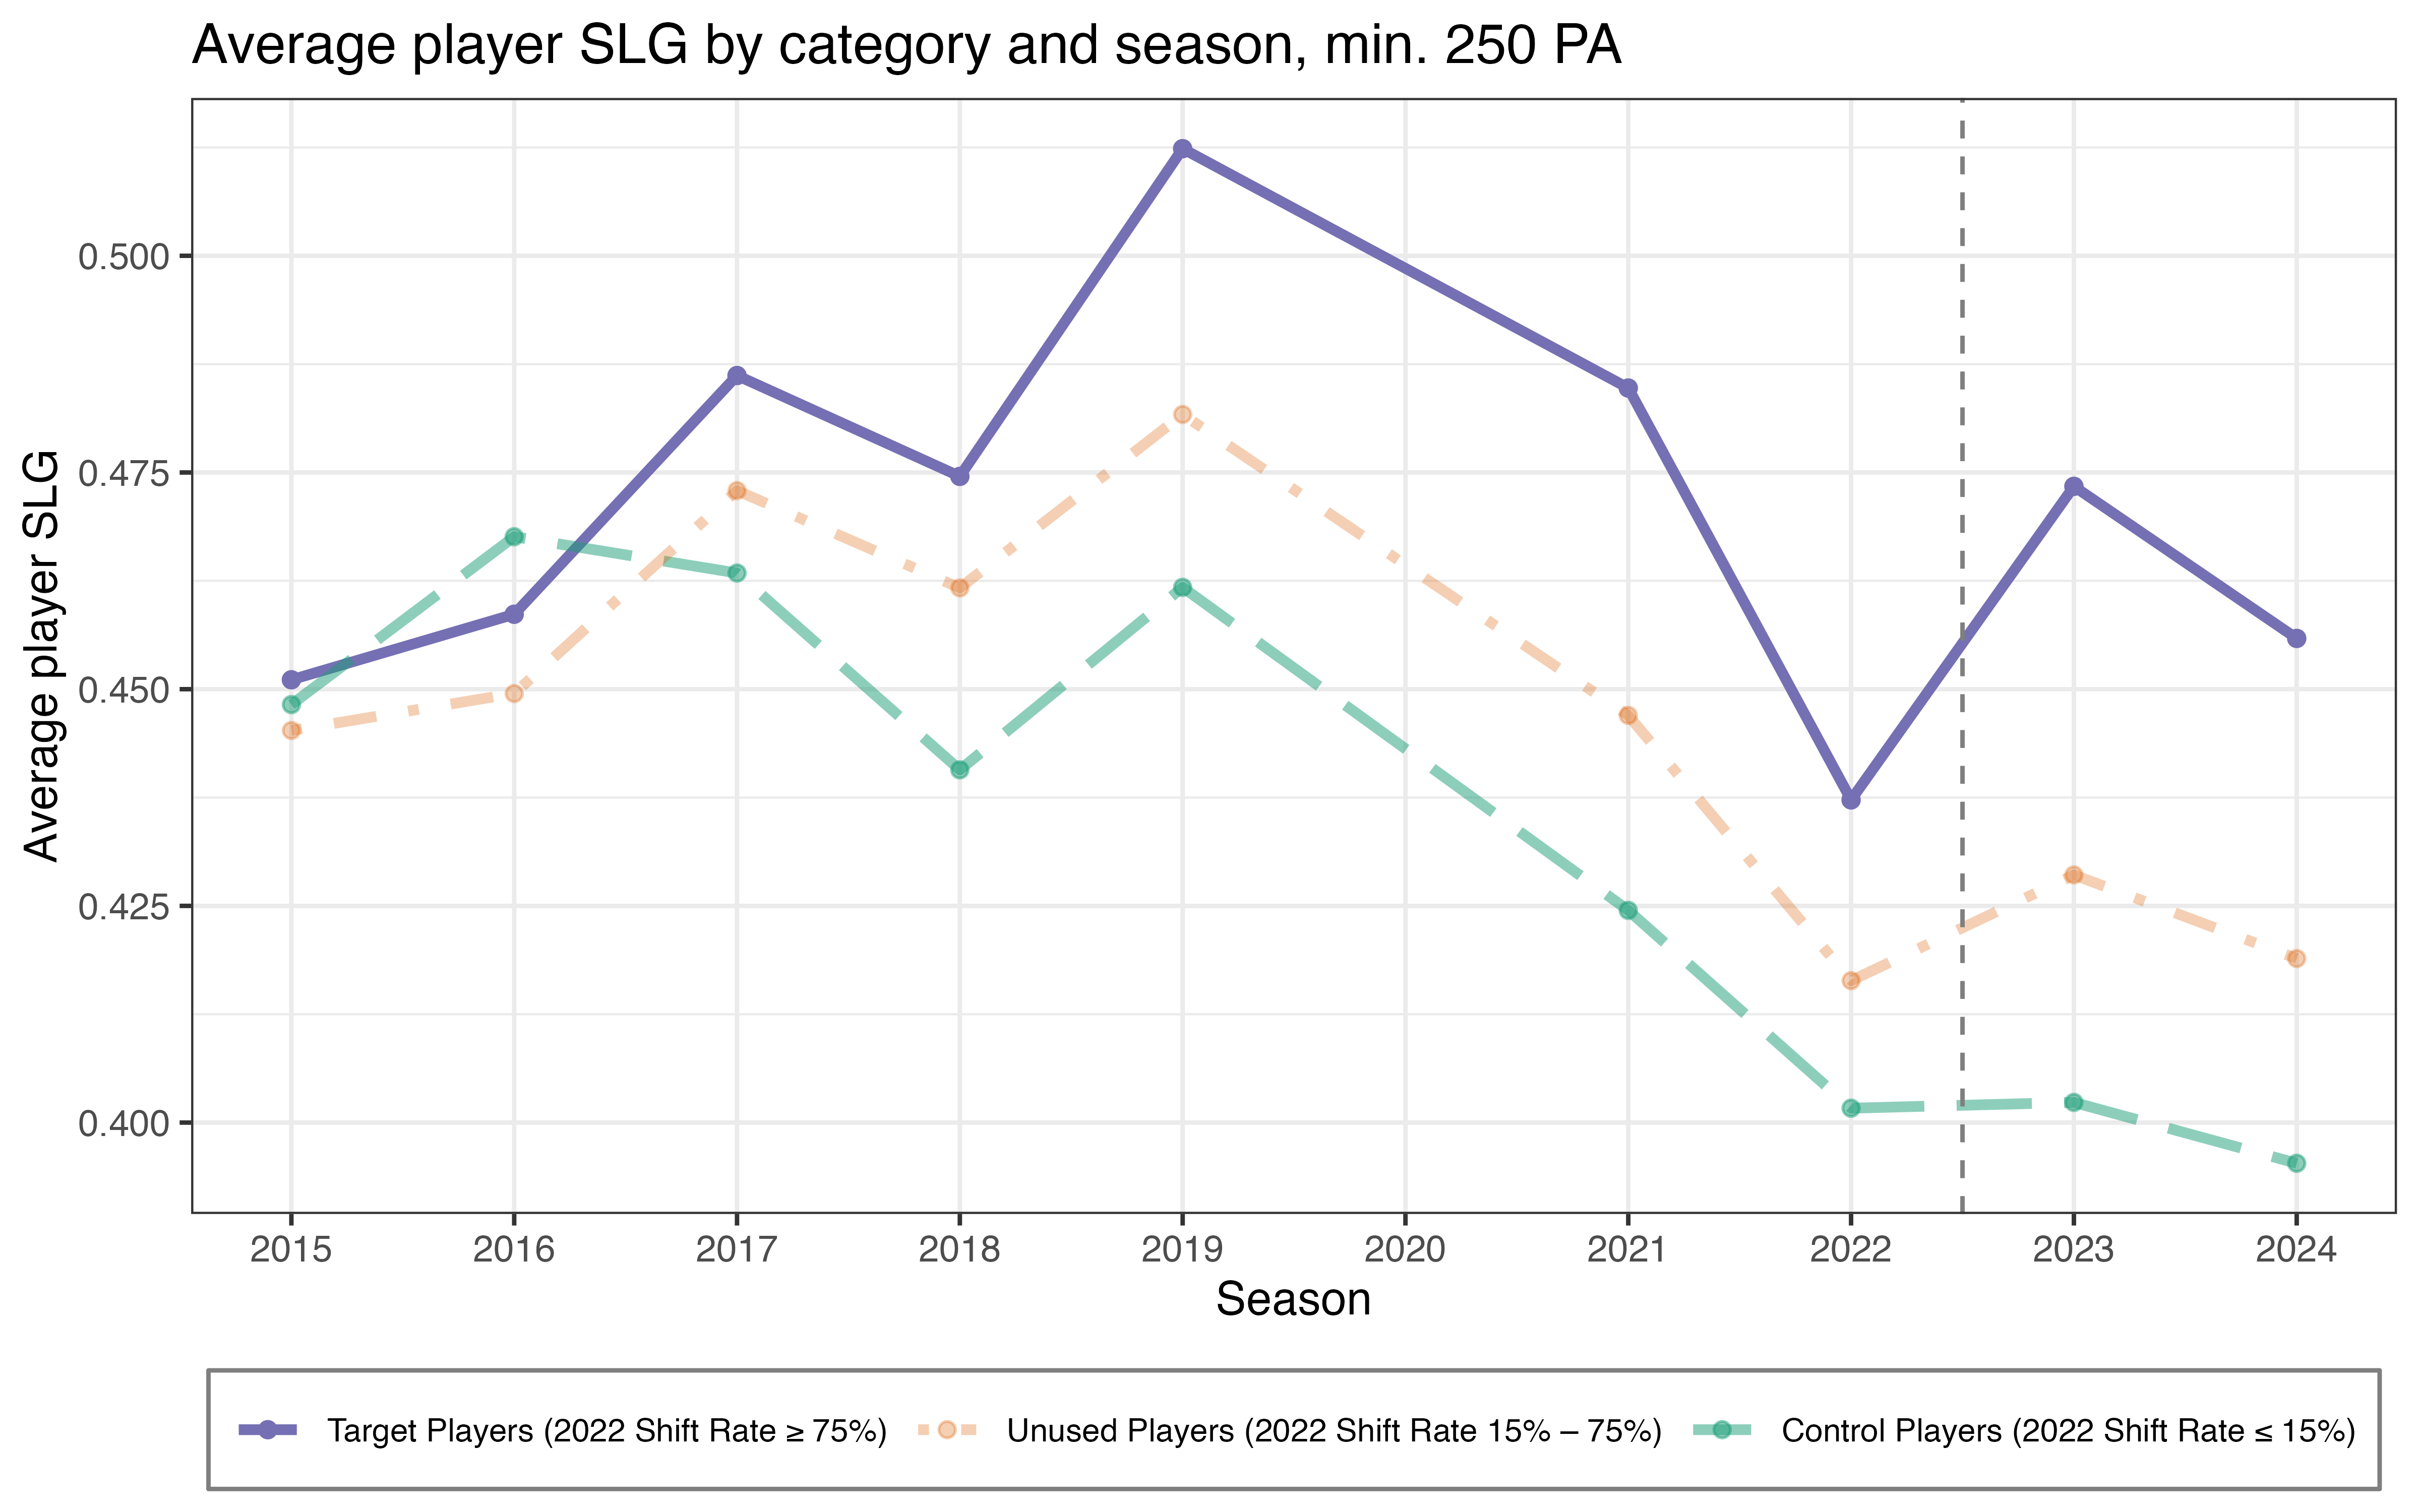 Average player SLG by category and season, min. 250 PA
Average player SLG
0.500
0.475
0.450
0.425
0.400
2015 2016 2017 2018 2019 2020 2021 2022 2023 2024
Season
Target Players (2022 Shift Rate ≥ 75%) Unused Players (2022 Shift Rate 15% – 75%) Control Players (2022 Shift Rate ≤ 15%)